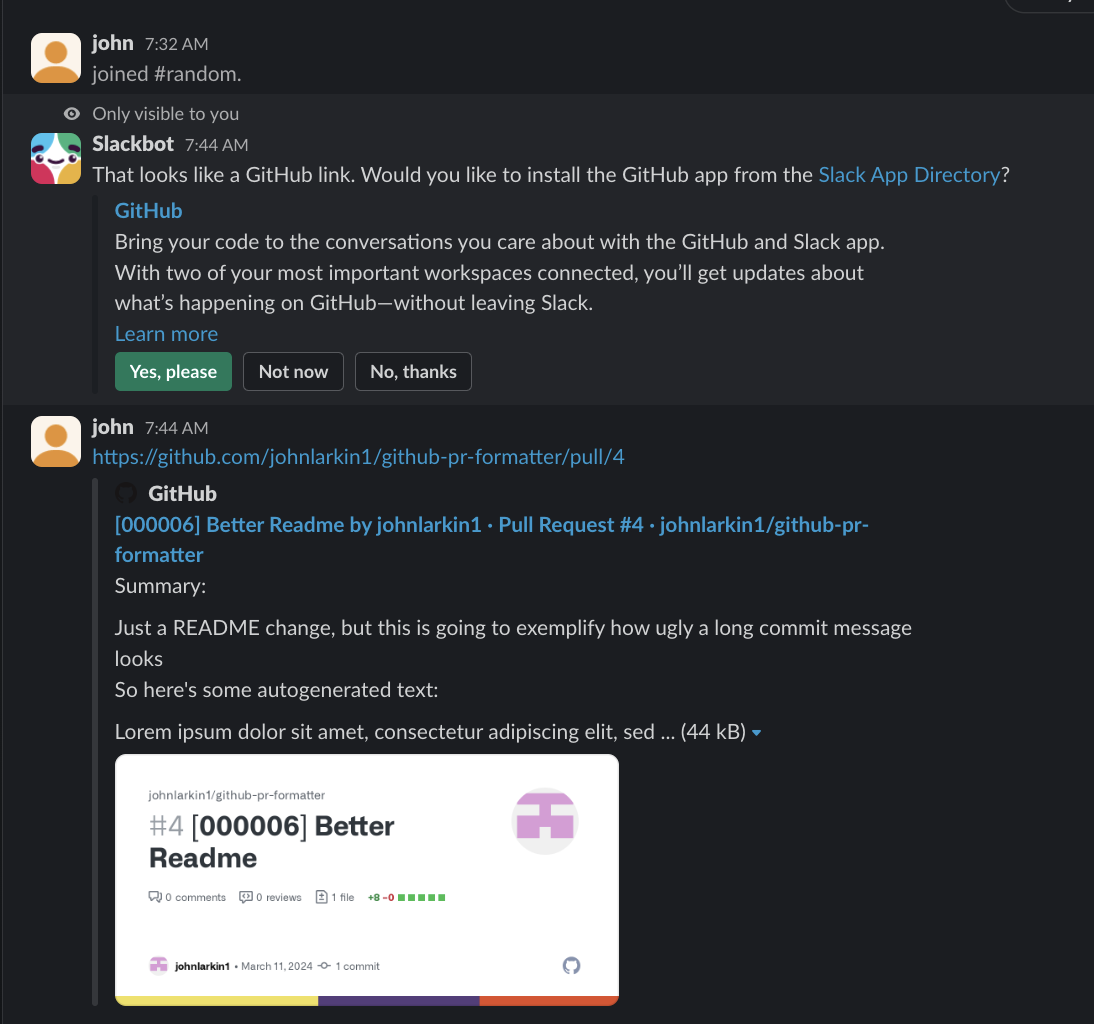 john 7:32 AM
joined #random.
Only visible to you
Slackbot 7:44 AM
That looks like a GitHub link. Would you like to install the GitHub app from the Slack App Directory?
GitHub
Bring your code to the conversations you care about with the GitHub and Slack app.
With two of your most important workspaces connected, you’ll get updates about
what’s happening on GitHub—without leaving Slack.
Learn more
Yes, please Not now No, thanks
john 7:44 AM
https://github.com/johnlarkin1/github-pr-formatter/pull/4
GitHub
[000006] Better Readme by johnlarkin1 · Pull Request #4 · johnlarkin1/github-pr-
formatter
Summary:
Just a README change, but this is going to exemplify how ugly a long commit message
looks
So here's some autogenerated text:
Lorem ipsum dolor sit amet, consectetur adipiscing elit, sed ... (44 kB)
johnlarkin1/github-pr-formatter
#4 [000006] Better
Readme
0 comments 0 reviews 1 file +8 −0
johnlarkin1 • March 11, 2024 1 commit